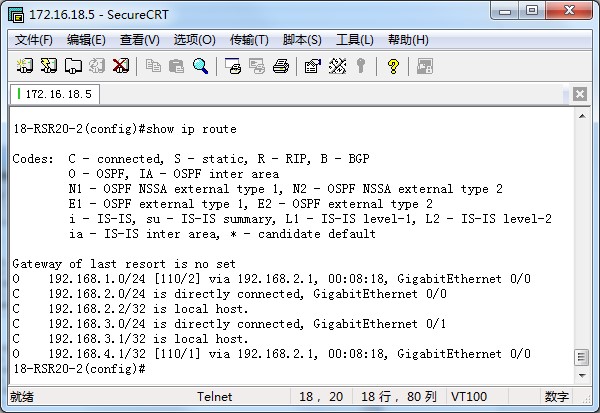 172.16.18.5 - SecureCRT
文件(F) 编辑(E) 查看(V) 选项(O) 传输(T) 脚本(S) 工具(L) 帮助(H)
172.16.18.5
18-RSR20-2(config)#show ip route
Codes:  C - connected, S - static, R - RIP, B - BGP
O - OSPF, IA - OSPF inter area
N1 - OSPF NSSA external type 1, N2 - OSPF NSSA external type 2
E1 - OSPF external type 1, E2 - OSPF external type 2
i - IS-IS, su - IS-IS summary, L1 - IS-IS level-1, L2 - IS-IS level-2
ia - IS-IS inter area, * - candidate default
Gateway of last resort is no set
O    192.168.1.0/24 [110/2] via 192.168.2.1, 00:08:18, GigabitEthernet 0/0
C    192.168.2.0/24 is directly connected, GigabitEthernet 0/0
C    192.168.2.2/32 is local host.
C    192.168.3.0/24 is directly connected, GigabitEthernet 0/1
C    192.168.3.1/32 is local host.
O    192.168.4.1/32 [110/1] via 192.168.2.1, 00:08:18, GigabitEthernet 0/0
18-RSR20-2(config)#
就绪 Telnet 18, 20 18 行, 80 列 VT100 数字